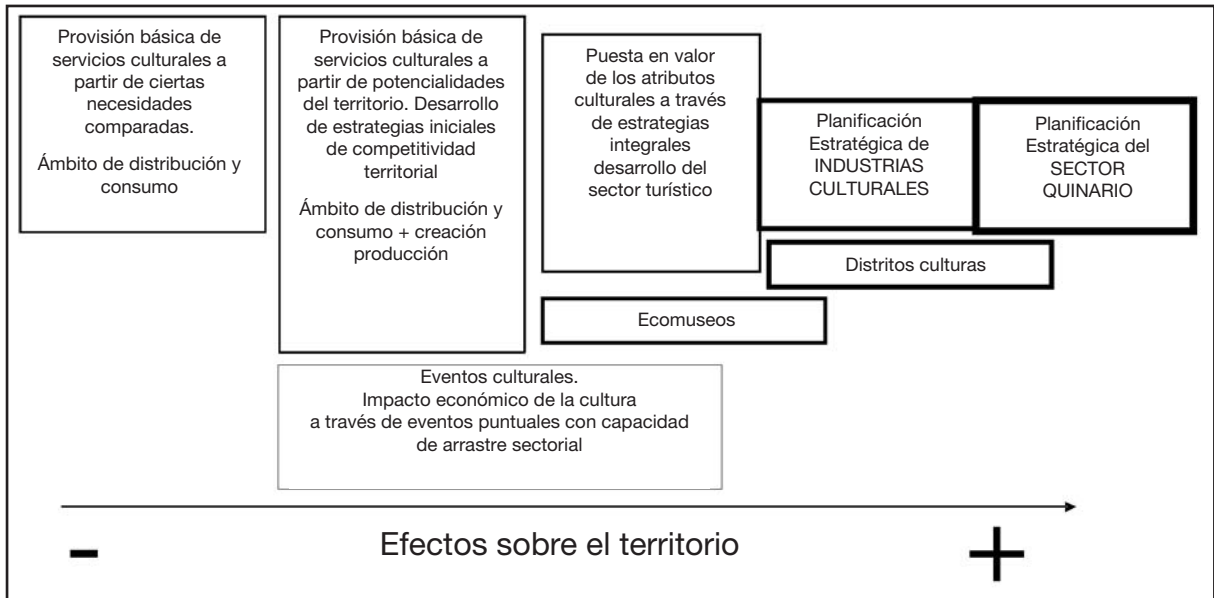 Provisión básica de
servicios culturales a
partir de ciertas
necesidades
comparadas.
Ámbito de distribución y
consumo
Provisión básica de
servicios culturales a
partir de potencialidades
del territorio. Desarrollo
de estrategias iniciales
de competitividad
territorial
Ámbito de distribución y
consumo + creación
producción
Puesta en valor
de los atributos
culturales a través
de estrategias
integrales
desarrollo del
sector turístico
Planificación
Estratégica de
INDUSTRIAS
CULTURALES
Planificación
Estratégica del
SECTOR
QUINARIO
Distritos culturas
Ecomuseos
Eventos culturales.
Impacto económico de la cultura
a través de eventos puntuales con capacidad
de arrastre sectorial
- Efectos sobre el territorio +